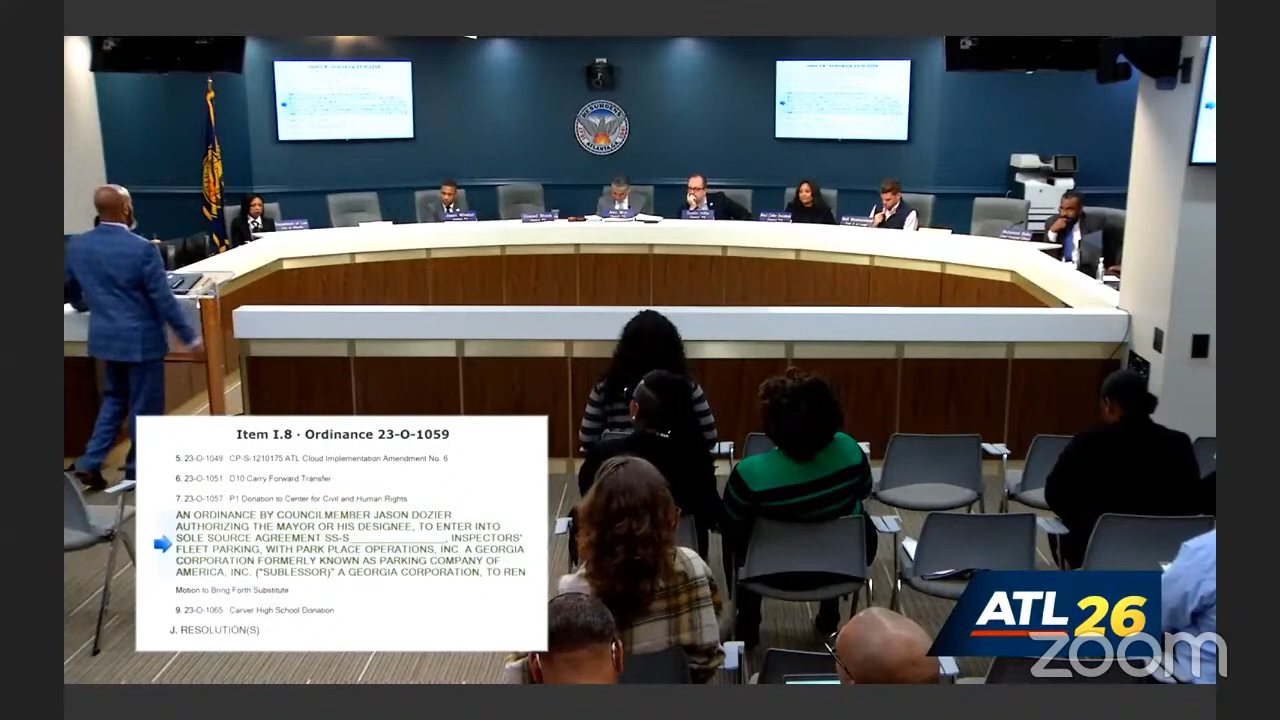 Item I.8 · Ordinance 23-O-1059
5. 23-O-1049 CP-S-1210175 ATL Cloud Implementation Amendment No. 6
6. 23-O-1051 D10 Carry Forward Transfer
7. 23-O-1057 P1 Donation to Center for Civil and Human Rights
AN ORDINANCE BY COUNCILMEMBER JASON DOZIER
AUTHORIZING THE MAYOR OR HIS DESIGNEE, TO ENTER INTO
SOLE SOURCE AGREEMENT SS-S______________, INSPECTORS'
FLEET PARKING, WITH PARK PLACE OPERATIONS, INC A GEORGIA
CORPORATION FORMERLY KNOWN AS PARKING COMPANY OF
AMERICA, INC. ("SUBLESSOR)" A GEORGIA CORPORATION, TO REN
Motion to Bring Forth Substitute
9. 23-O-1065 Carver High School Donation
J. RESOLUTION(S)
ATL 26
zoom